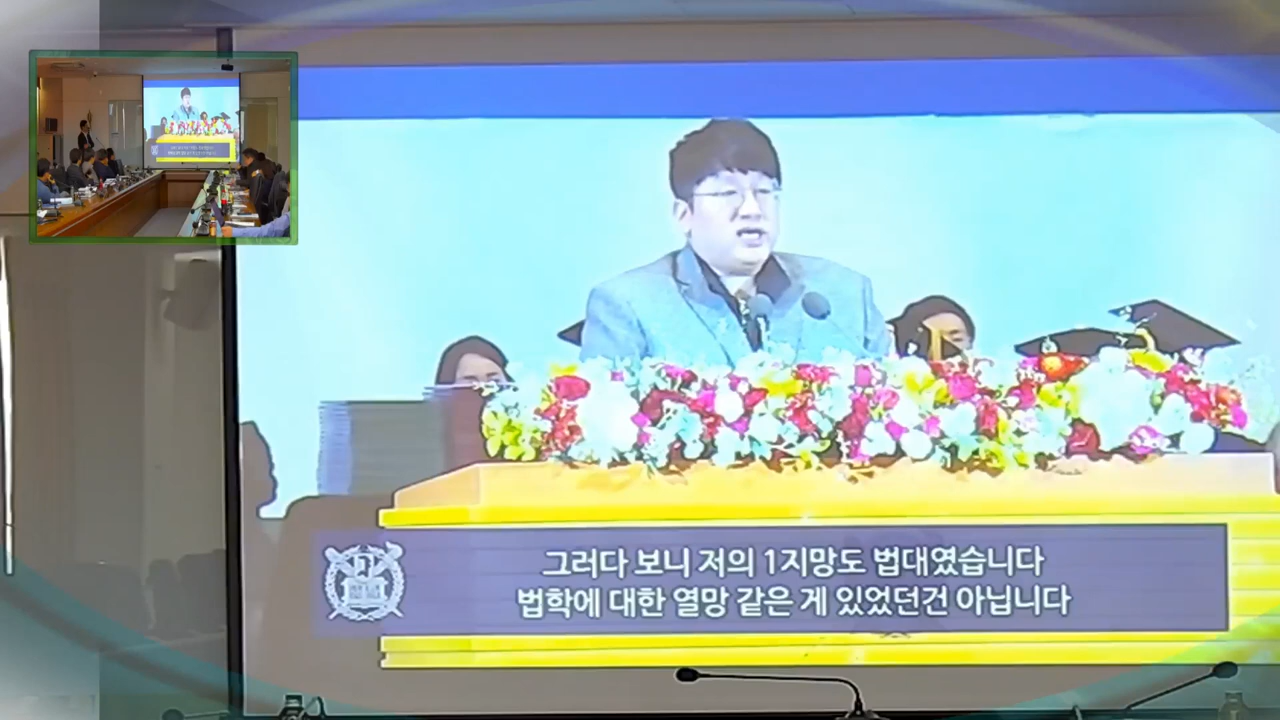 그러다 보니 저의 1지망도 법대였습니다
법학에 대한 열망 같은 게 있었던건 아닙니다